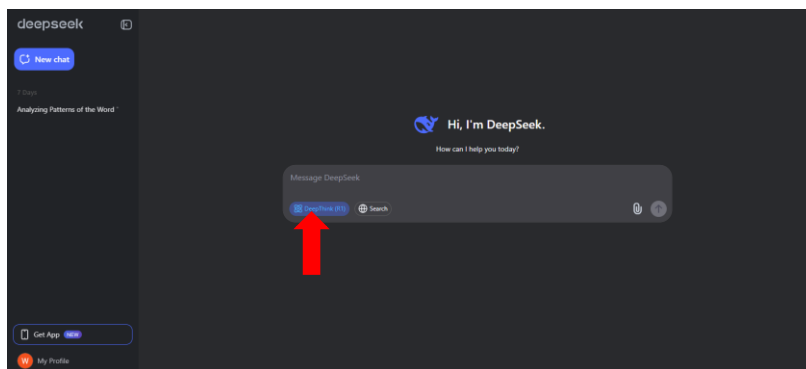 deepseek
New chat
7 Days
Analyzing Patterns of the Word "
Hi, I'm DeepSeek.
How can I help you today?
Message DeepSeek
DeepThink (R1)
Search
Get App NEW
W My Profile